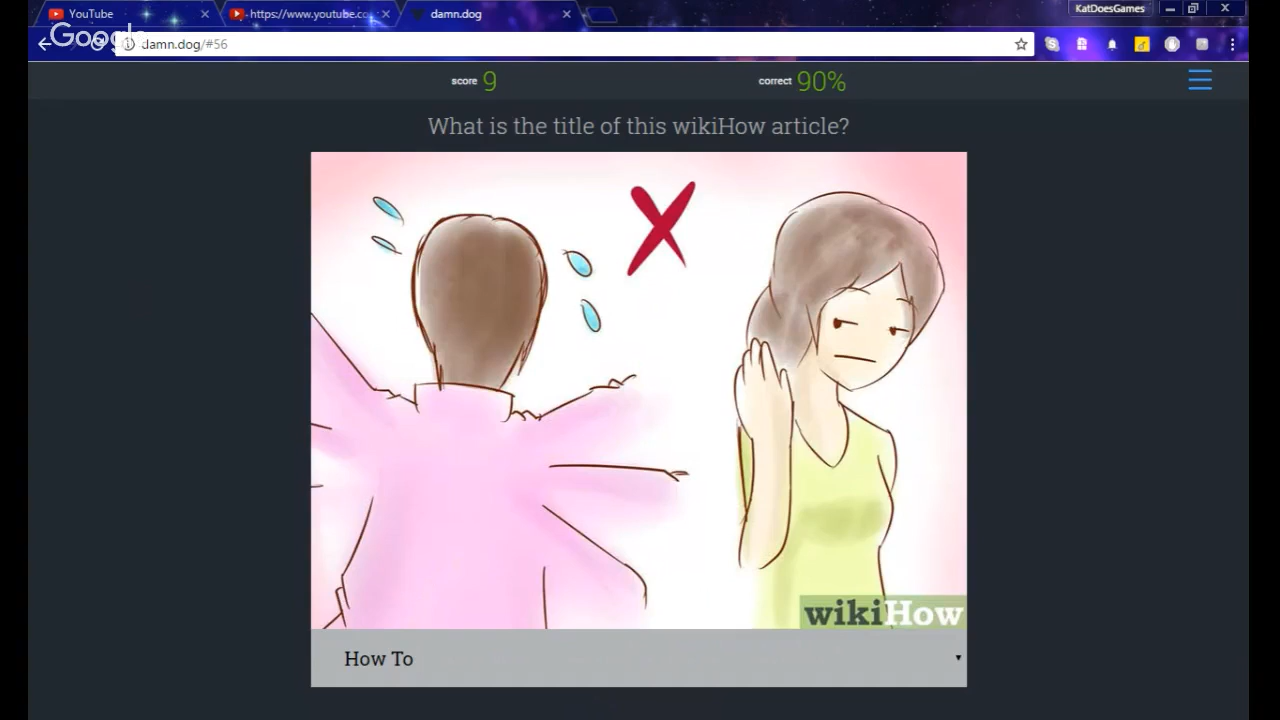 YouTube
https://www.youtube.co
damn.dog
KatDoesGames
Google
damn.dog/#56
score 9
correct 90%
What is the title of this wikiHow article?
wikiHow
How To